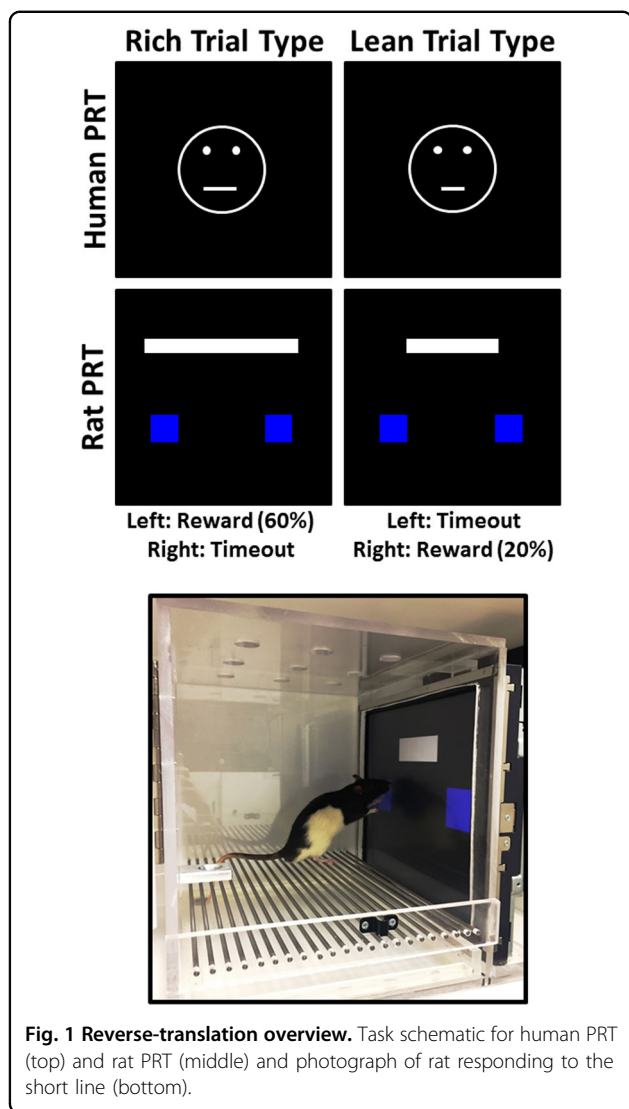 Rich Trial Type Lean Trial Type
Human PRT
Rat PRT
Left: Reward (60%) Left: Timeout
Right: Timeout Right: Reward (20%)
Fig. 1 Reverse-translation overview. Task schematic for human PRT
(top) and rat PRT (middle) and photograph of rat responding to the
short line (bottom).